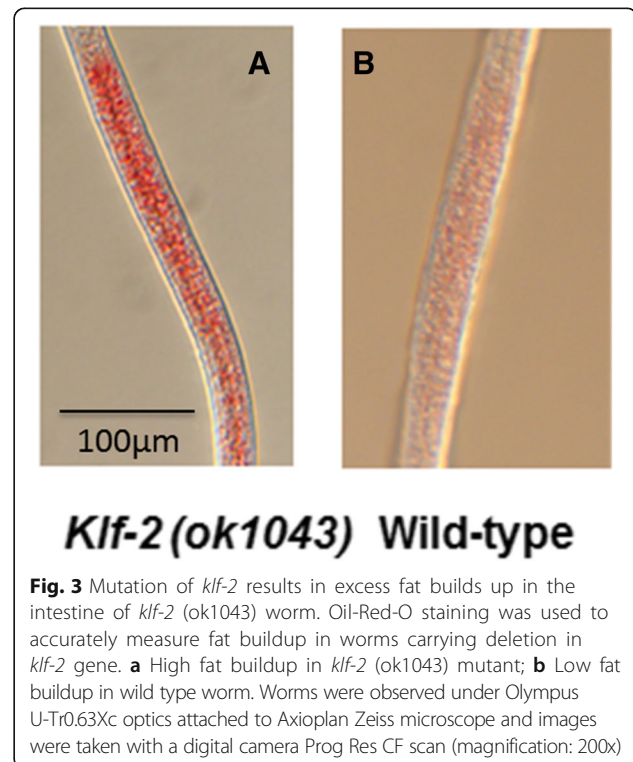 A
B
100μm
Klf-2 (ok1043) Wild-type
Fig. 3 Mutation of klf-2 results in excess fat builds up in the
intestine of klf-2 (ok1043) worm. Oil-Red-O staining was used to
accurately measure fat buildup in worms carrying deletion in
klf-2 gene. a High fat buildup in klf-2 (ok1043) mutant; b Low fat
buildup in wild type worm. Worms were observed under Olympus
U-Tr0.63Xc optics attached to Axioplan Zeiss microscope and images
were taken with a digital camera Prog Res CF scan (magnification: 200x)